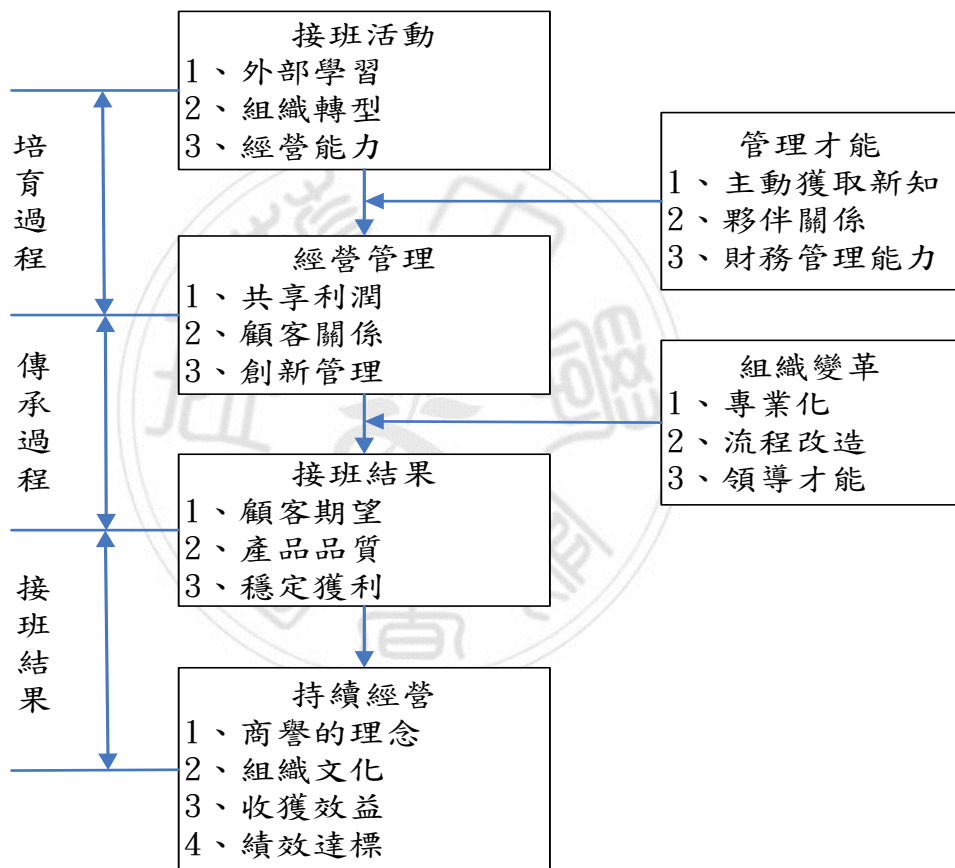 接班活動
1、外部學習
2、組織轉型
3、經營能力
管理才能
1、主動獲取新知
2、夥伴關係
3、財務管理能力
培育過程
經營管理
1、共享利潤
2、顧客關係
3、創新管理
組織變革
1、專業化
2、流程改造
3、領導才能
傳承過程
接班結果
1、顧客期望
2、產品品質
3、穩定獲利
接班結果
持續經營
1、商譽的理念
2、組織文化
3、收獲效益
4、績效達標